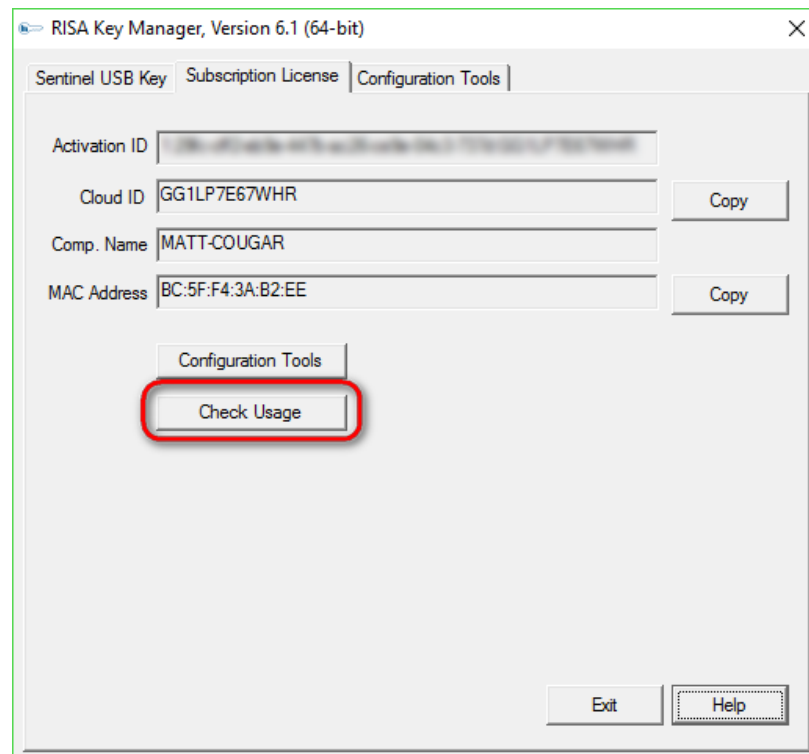 RISA Key Manager, Version 6.1 (64-bit)
Sentinel USB Key Subscription License Configuration Tools
Activation ID
Cloud ID GG1LP7E67WHR Copy
Comp. Name MATT-COUGAR
MAC Address BC:5F:F4:3A:B2:EE Copy
Configuration Tools
Check Usage
Exit Help